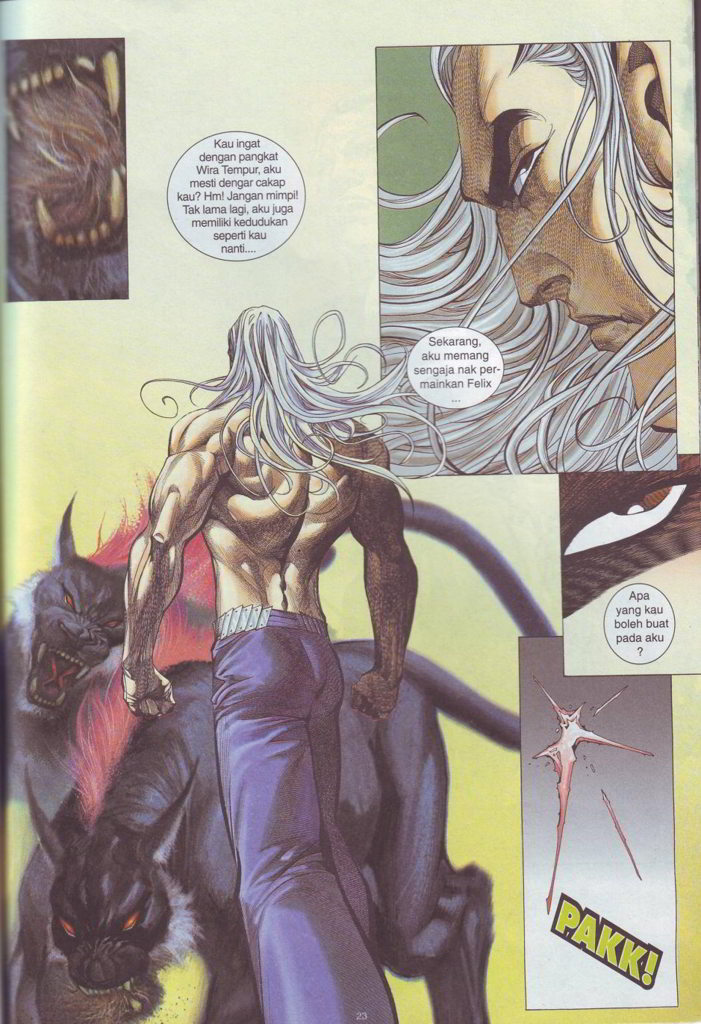 Kau ingat
dengan pangkat
Wira Tempur, aku
mesti dengar cakap
kau? Hm! Jangan mimpi!
Tak lama lagi, aku juga
memiliki kedudukan
seperti kau
nanti....
Sekarang,
aku memang
sengaja nak per-
mainkan Felix
...
Apa
yang kau
boleh buat
pada aku
?
PAKK!
23